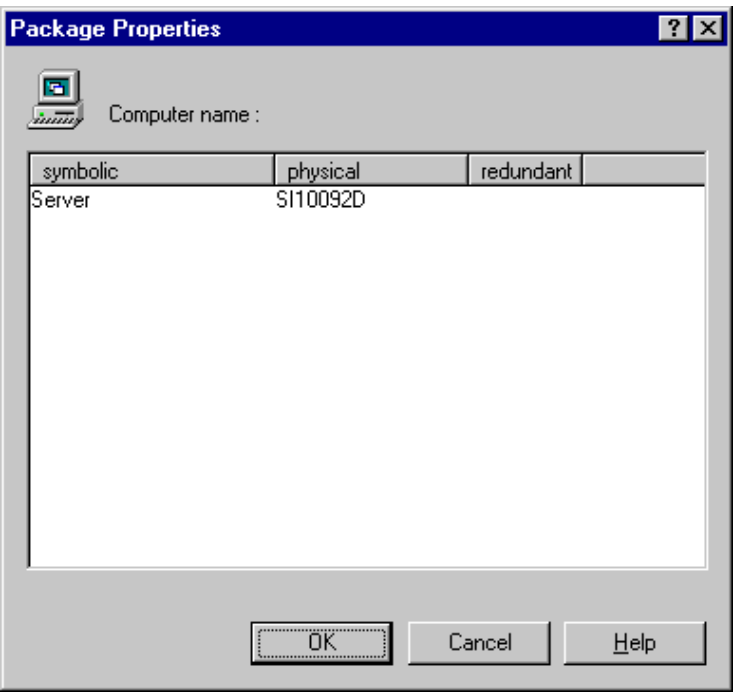 Package Properties
?
Computer name :
symbolic physical redundant
Server SI10092D
OK Cancel Help